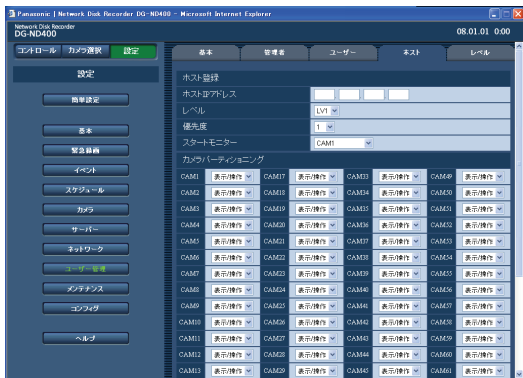 Panasonic | Network Disk Recorder DG-ND400 - Microsoft Internet Explorer
Network Disk Recorder
DG-ND400
08.01.01 0:00
コントロール カメラ選択 設定
設定
簡単設定
基本
緊急録画
イベント
スケジュール
カメラ
サーバー
ネットワーク
ユーザー管理
メンテナンス
コンフィグ
ヘルプ
基本 管理者 ユーザー ホスト レベル
ホスト登録
ホストIPアドレス
レベル LV1
優先度 1
スタートモニター CAM1
カメラパーティショニング
CAM1 表示/操作 CAM17 表示/操作 CAM33 表示/操作 CAM49 表示/操作
CAM2 表示/操作 CAM18 表示/操作 CAM34 表示/操作 CAM50 表示/操作
CAM3 表示/操作 CAM19 表示/操作 CAM35 表示/操作 CAM51 表示/操作
CAM4 表示/操作 CAM20 表示/操作 CAM36 表示/操作 CAM52 表示/操作
CAM5 表示/操作 CAM21 表示/操作 CAM37 表示/操作 CAM53 表示/操作
CAM6 表示/操作 CAM22 表示/操作 CAM38 表示/操作 CAM54 表示/操作
CAM7 表示/操作 CAM23 表示/操作 CAM39 表示/操作 CAM55 表示/操作
CAM8 表示/操作 CAM24 表示/操作 CAM40 表示/操作 CAM56 表示/操作
CAM9 表示/操作 CAM25 表示/操作 CAM41 表示/操作 CAM57 表示/操作
CAM10 表示/操作 CAM26 表示/操作 CAM42 表示/操作 CAM58 表示/操作
CAM11 表示/操作 CAM27 表示/操作 CAM43 表示/操作 CAM59 表示/操作
CAM12 表示/操作 CAM28 表示/操作 CAM44 表示/操作 CAM60 表示/操作
CAM13 表示/操作 CAM29 表示/操作 CAM45 表示/操作 CAM61 表示/操作